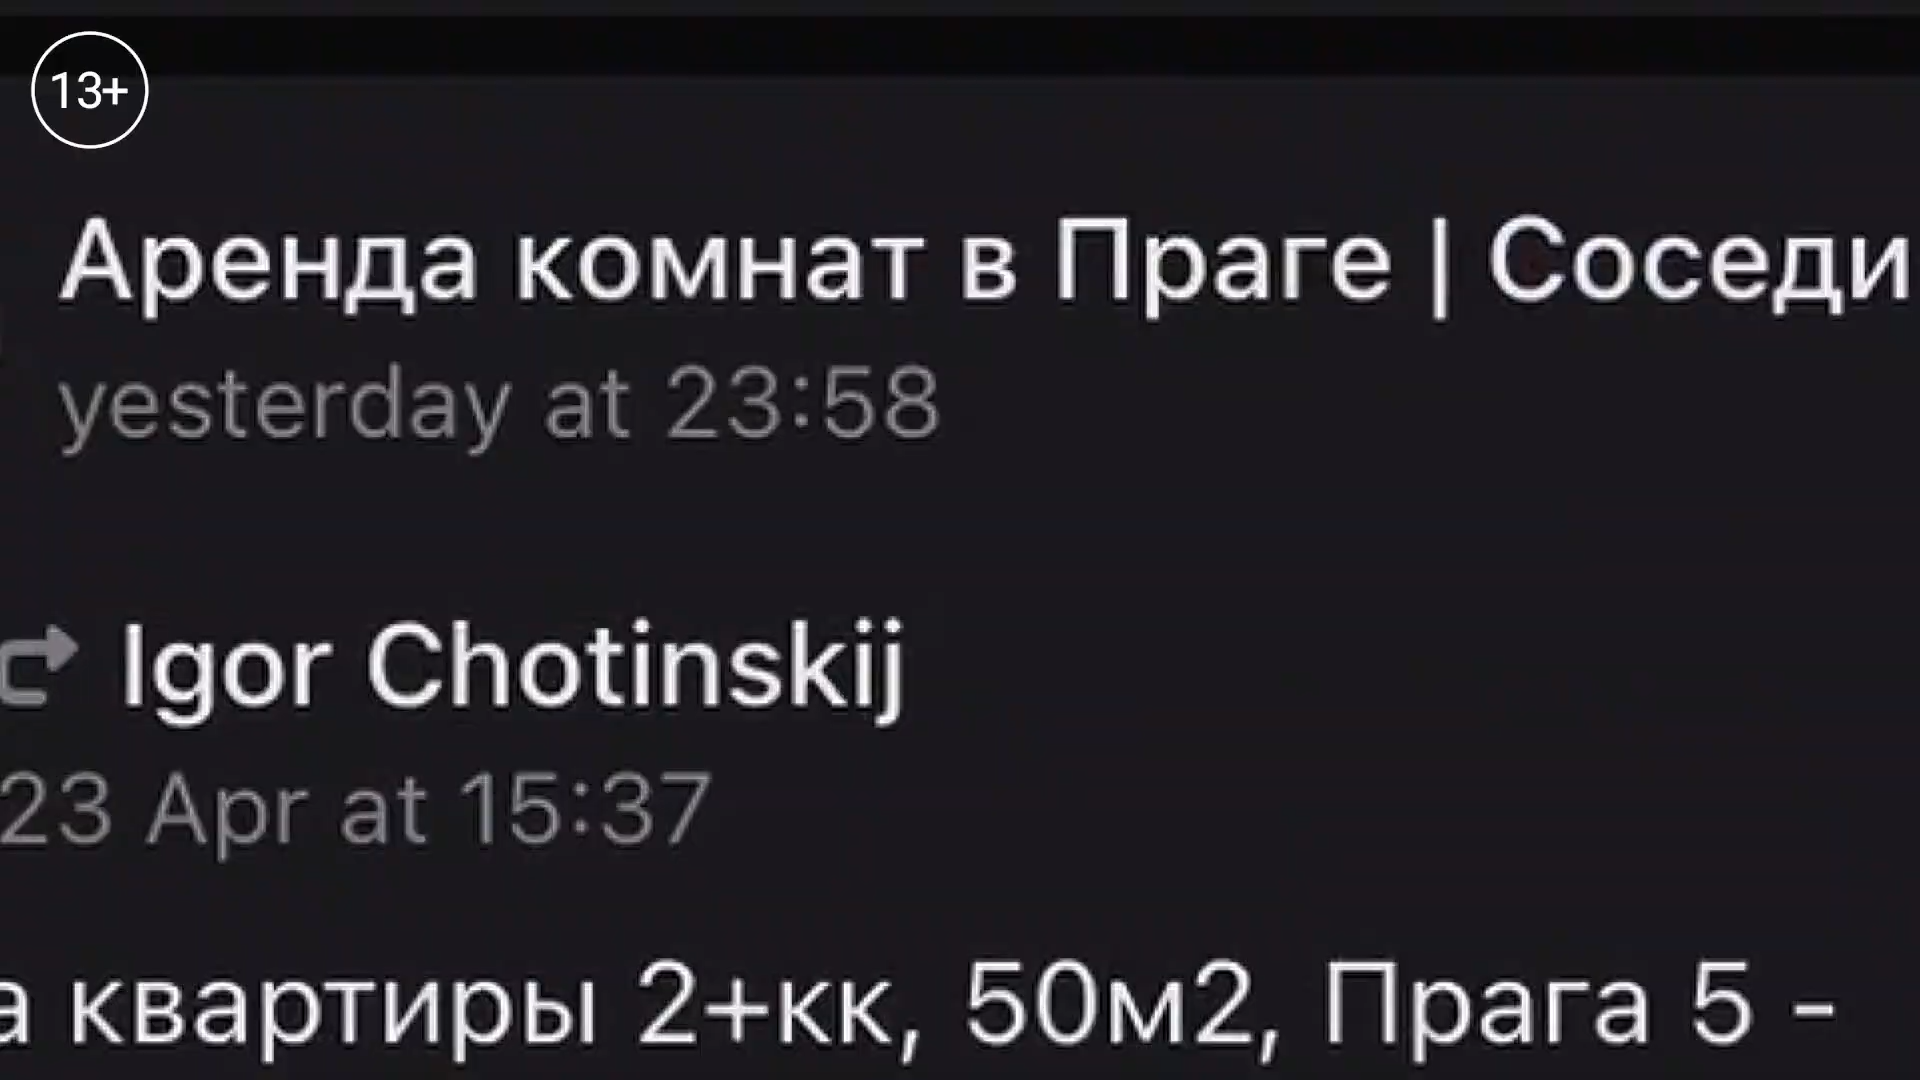 13+
Аренда комнат в Праге | Соседи
yesterday at 23:58
Igor Chotinskij
23 Apr at 15:37
а квартиры 2+кк, 50м2, Прага 5 -